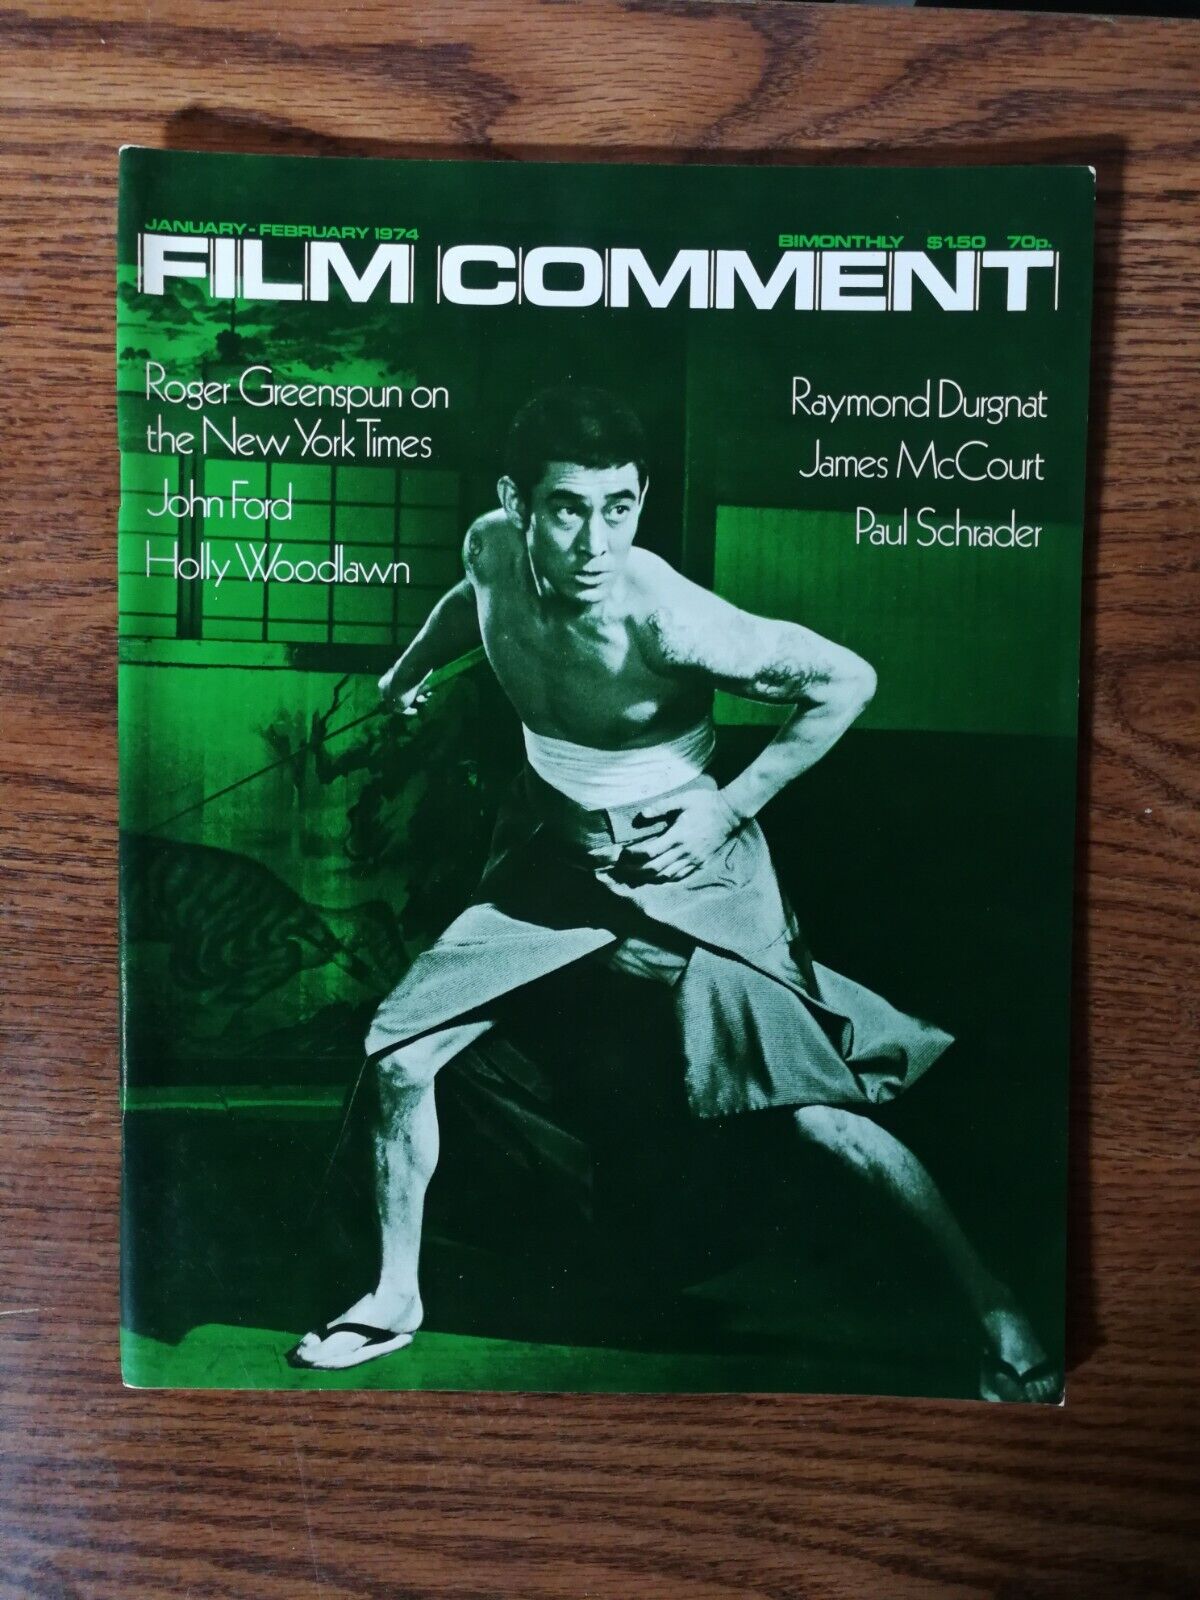 JANUARY-FEBRUARY 1974
BIMONTHLY $1.50 70p.
FILM COMMENT
Roger Greenspun on
the New York Times
John Ford
Holly Woodlawn
Raymond Durgnat
James McCourt
Paul Schrader